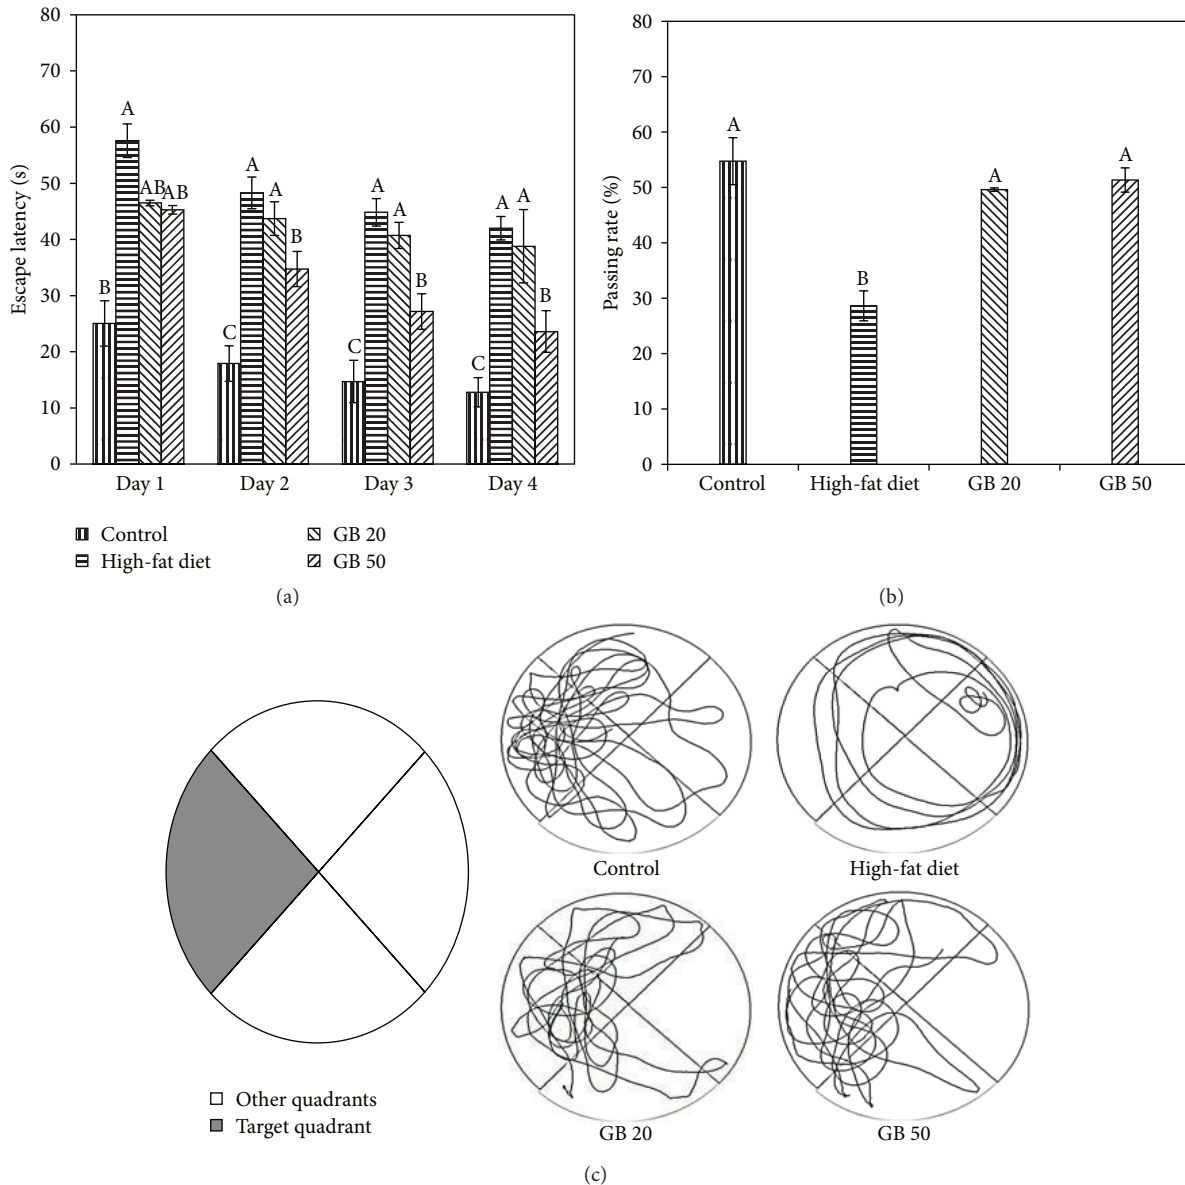 80
70
60
50
40
30
20
10
0
Escape latency (s)
A
B
AB
AB
A
A
B
C
A
A
B
C
A
A
B
C
Day 1 Day 2 Day 3 Day 4
Control
High-fat diet
GB 20
GB 50
(a)
80
70
60
50
40
30
20
10
0
Passing rate (%)
A
B
A
A
Control High-fat diet GB 20 GB 50
(b)
Other quadrants
Target quadrant
Control
High-fat diet
GB 20
GB 50
(c)